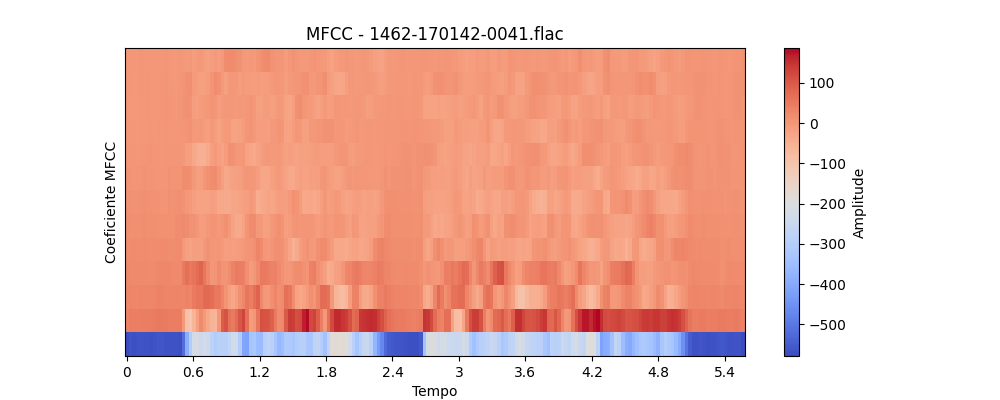 MFCC - 1462-170142-0041.flac
Coeficiente MFCC
0 0.6 1.2 1.8 2.4 3 3.6 4.2 4.8 5.4
Tempo
100
0
−100
−200
−300
−400
−500
Amplitude